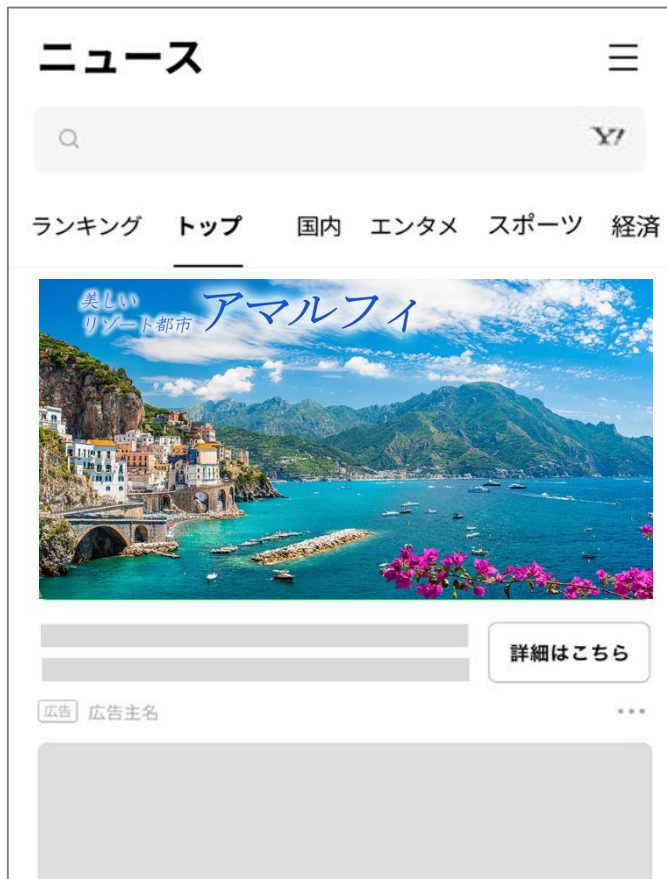 ニュース
Y!
ランキング トップ 国内 エンタメ スポーツ 経済
美しい
リゾート都市 アマルフィ
詳細はこちら
広告 広告主名